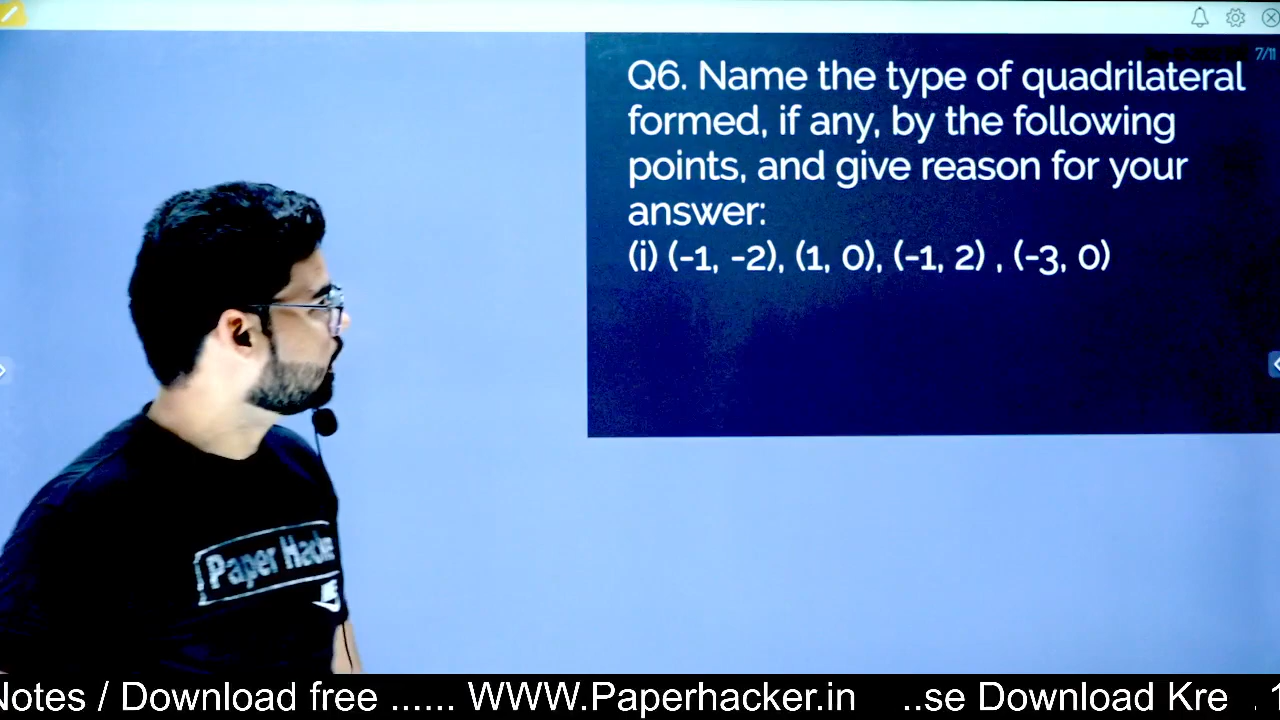 7/11
Q6. Name the type of quadrilateral
formed, if any, by the following
points, and give reason for your
answer:
(i) (-1, -2), (1, 0), (-1, 2) , (-3, 0)
Paper Hacke
Notes / Download free ...... WWW.Paperhacker.in ..se Download Kre